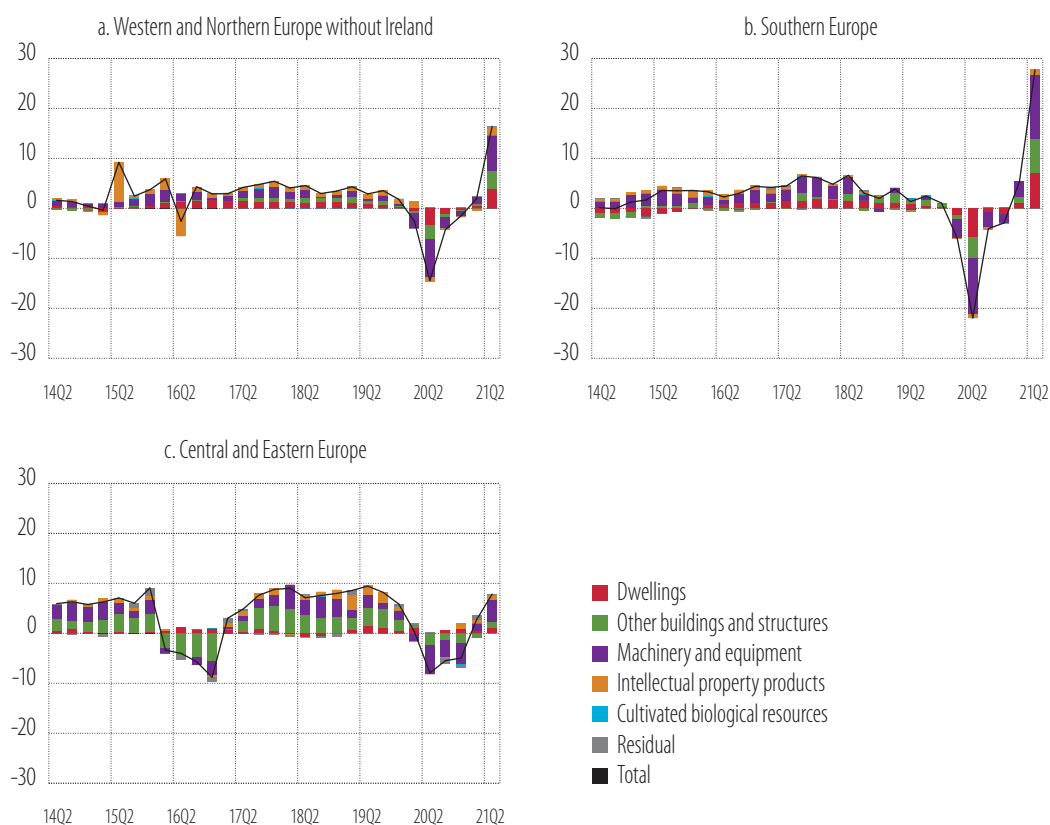 a. Western and Northern Europe without Ireland
30
20
10
0
-10
-20
-30
14Q2 15Q2 16Q2 17Q2 18Q2 19Q2 20Q2 21Q2
b. Southern Europe
30
20
10
0
-10
-20
-30
14Q2 15Q2 16Q2 17Q2 18Q2 19Q2 20Q2 21Q2
c. Central and Eastern Europe
30
20
10
0
-10
-20
-30
14Q2 15Q2 16Q2 17Q2 18Q2 19Q2 20Q2 21Q2
Dwellings
Other buildings and structures
Machinery and equipment
Intellectual property products
Cultivated biological resources
Residual
Total